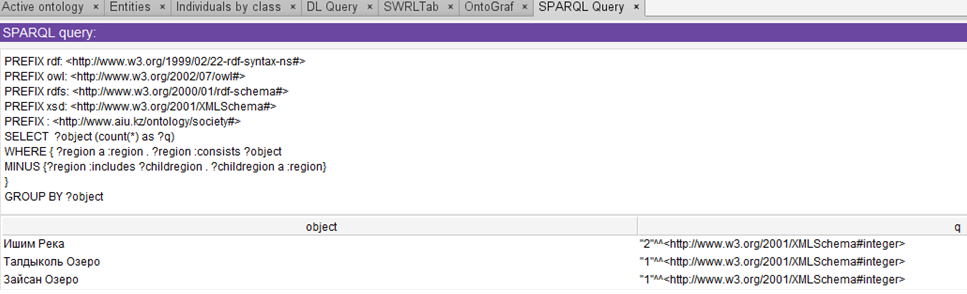 Active ontology × Entities × Individuals by class × DL Query × SWRLTab × OntoGraf × SPARQL Query ×
SPARQL query:
PREFIX rdf: <http://www.w3.org/1999/02/22-rdf-syntax-ns#>
PREFIX owl: <http://www.w3.org/2002/07/owl#>
PREFIX rdfs: <http://www.w3.org/2000/01/rdf-schema#>
PREFIX xsd: <http://www.w3.org/2001/XMLSchema#>
PREFIX : <http://www.aiu.kz/ontology/society#>
SELECT ?object (count(*) as ?q)
WHERE { ?region a :region . ?region :consists ?object
MINUS {?region :includes ?childregion . ?childregion a :region}
}
GROUP BY ?object
object q
Ишим Река "2"^^<http://www.w3.org/2001/XMLSchema#integer>
Талдыколь Озеро "1"^^<http://www.w3.org/2001/XMLSchema#integer>
Зайсан Озеро "1"^^<http://www.w3.org/2001/XMLSchema#integer>